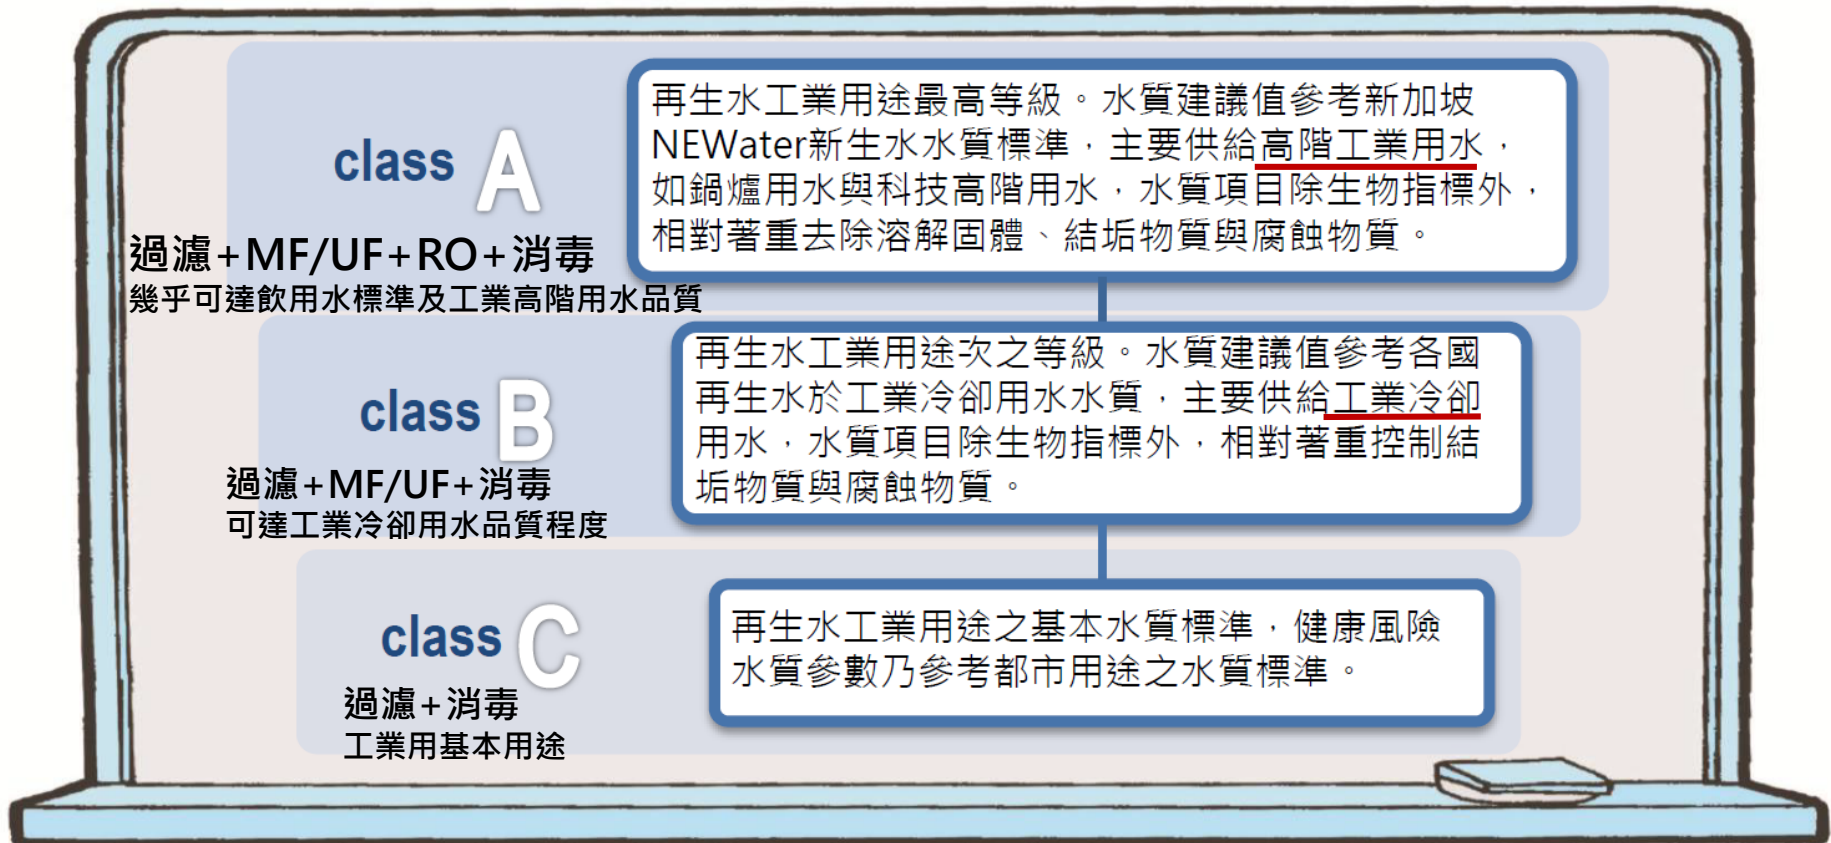 class A
過濾+MF/UF+RO+消毒
幾乎可達飲用水標準及工業高階用水品質
再生水工業用途最高等級。水質建議值參考新加坡
NEWater新生水水質標準，主要供給高階工業用水，
如鍋爐用水與科技高階用水，水質項目除生物指標外，
相對著重去除溶解固體、結垢物質與腐蝕物質。
class B
過濾+MF/UF+消毒
可達工業冷卻用水品質程度
再生水工業用途次之等級。水質建議值參考各國
再生水於工業冷卻用水水質，主要供給工業冷卻
用水，水質項目除生物指標外，相對著重控制結
垢物質與腐蝕物質。
class C
過濾+消毒
工業用基本用途
再生水工業用途之基本水質標準，健康風險
水質參數乃參考都市用途之水質標準。